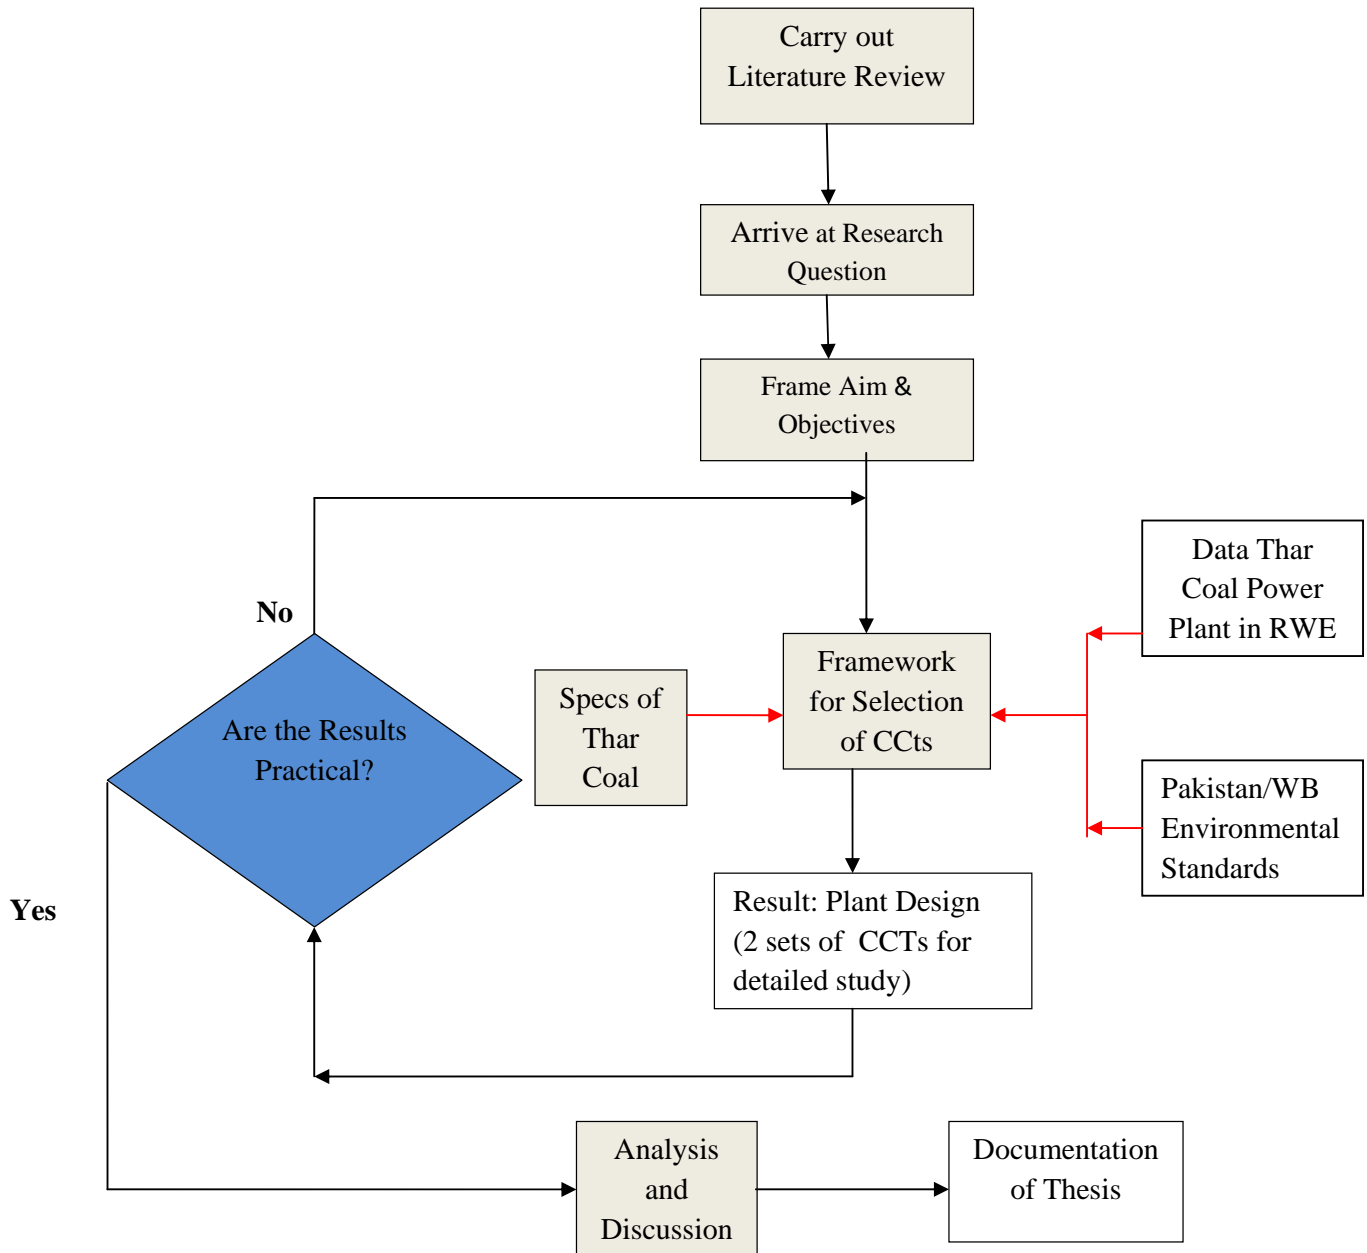 Carry out
Literature Review
Arrive at Research
Question
Frame Aim &
Objectives
No
Are the Results
Practical?
Specs of
Thar
Coal
Framework
for Selection
of CCts
Data Thar
Coal Power
Plant in RWE
Pakistan/WB
Environmental
Standards
Yes
Result: Plant Design
(2 sets of CCTs for
detailed study)
Analysis
and
Discussion
Documentation
of Thesis